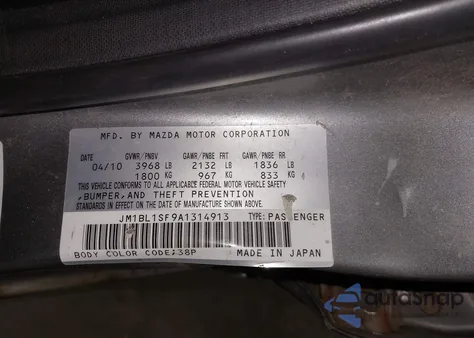 MFD. BY MAZDA MOTOR CORPORATION
DATE GVWR/PNBV GAWR/PNBE FRT GAWR/PNBE RR
04/10 3968 LB 2132 LB 1836 LB
1800 KG 967 KG 833 KG
THIS VEHICLE CONFORMS TO ALL APPLICABLE FEDERAL MOTOR VEHICLE SAFETY
, BUMPER, AND THEFT PREVENTION
STANDARDS IN EFFECT ON THE DATE OF MANUFACTURE SHOWN ABOVE.
JM1BL1SF9A1314913 TYPE: PASSENGER
BODY COLOR CODE:38P MADE IN JAPAN
autosnap